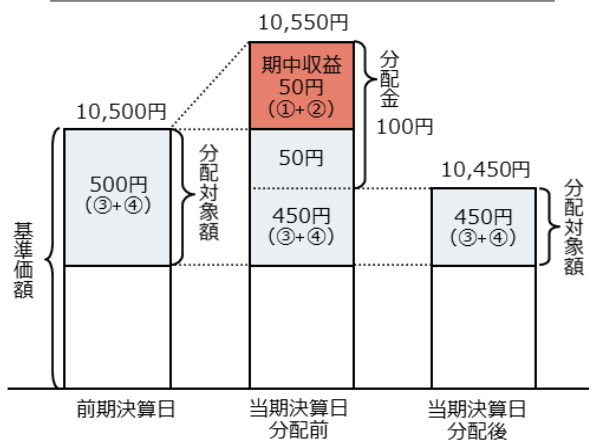 10,550円
期中収益
50円
(①+②)
分配金
100円
10,500円
50円
10,450円
500円
(③+④)
分配対象額
450円
(③+④)
450円
(③+④)
分配対象額
基準価額
前期決算日
当期決算日
分配前
当期決算日
分配後